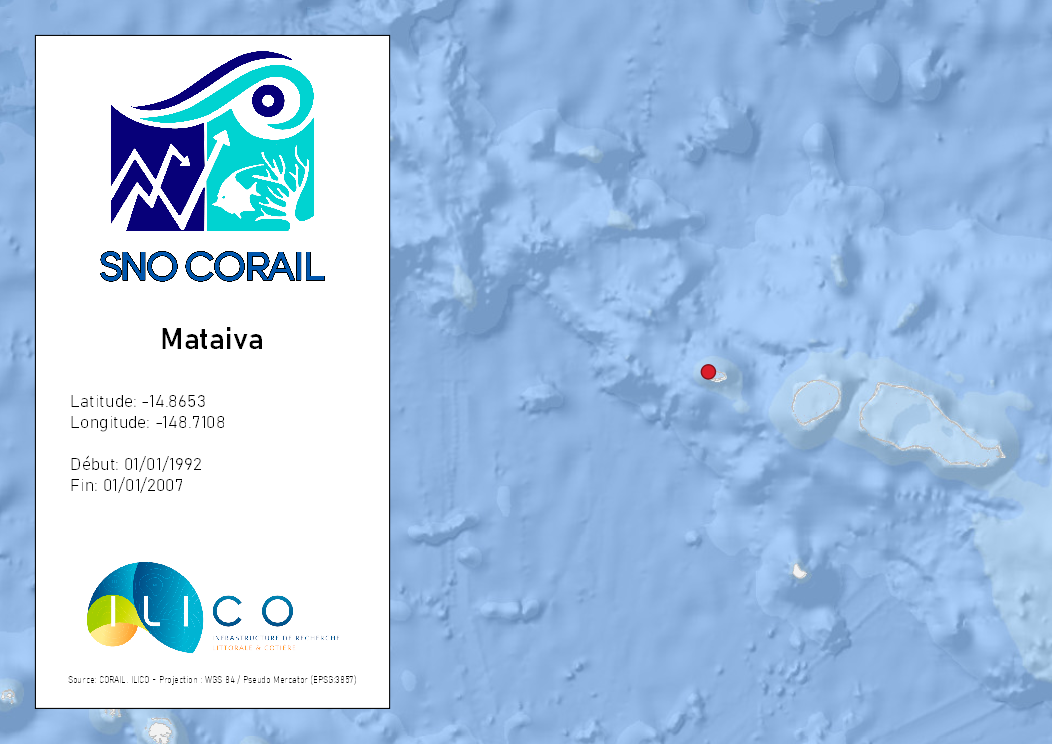 SNO CORAIL
Mataiva
Latitude: -14.8653
Longitude: -148.7108
Début: 01/01/1992
Fin: 01/01/2007
ILICO
INFRASTRUCTURE DE RECHERCHE
LITTORALE & CÔTIÈRE
Source: CORAIL, ILICO - Projection : WGS 84 / Pseudo Mercator (EPSG:3857)